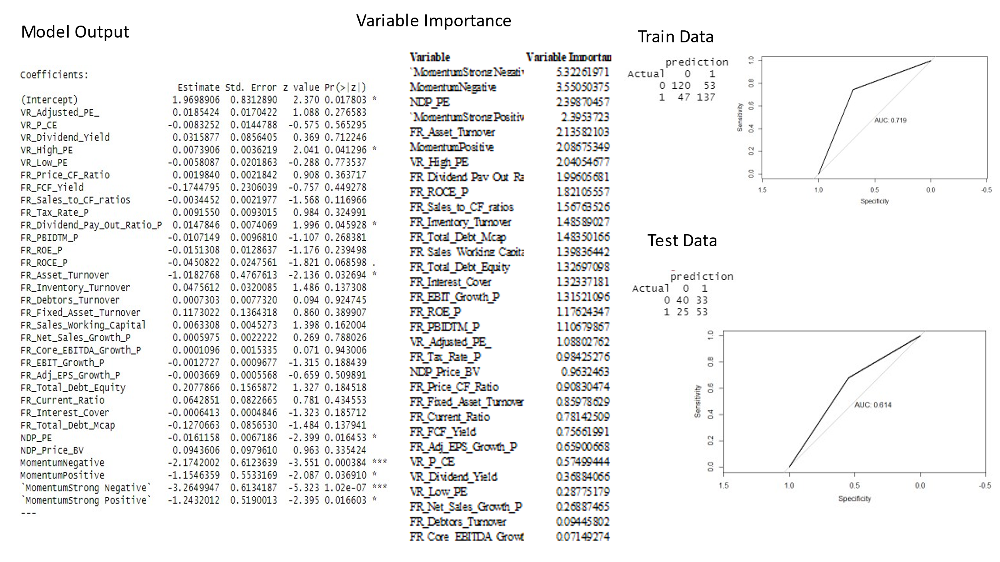 Model Output
Coefficients:
Estimate Std. Error z value Pr(>|z|)
(Intercept) 1.9698906 0.8312890 2.370 0.017803 *
VR_Adjusted_PE_ 0.0185424 0.0170422 1.088 0.276583
VR_P_CE -0.0083252 0.0144788 -0.575 0.565295
VR_Dividend_Yield 0.0315877 0.0856405 0.369 0.712246
VR_High_PE 0.0073906 0.0036219 2.041 0.041296 *
VR_Low_PE -0.0058087 0.0201863 -0.288 0.773537
FR_Price_CF_Ratio 0.0019840 0.0021842 0.908 0.363717
FR_FCF_Yield -0.1744795 0.2306039 -0.757 0.449278
FR_Sales_to_CF_ratios -0.0034452 0.0021977 -1.568 0.116966
FR_Tax_Rate_P 0.0091550 0.0093015 0.984 0.324991
FR_Dividend_Pay_Out_Ratio_P 0.0147846 0.0074069 1.996 0.045928 *
FR_PBIDTM_P -0.0107149 0.0096810 -1.107 0.268381
FR_ROE_P -0.0151308 0.0128637 -1.176 0.239498
FR_ROCE_P -0.0450822 0.0247561 -1.821 0.068598 .
FR_Asset_Turnover -1.0182768 0.4767613 -2.136 0.032694 *
FR_Inventory_Turnover 0.0475612 0.0320085 1.486 0.137308
FR_Debtors_Turnover 0.0007303 0.0077320 0.094 0.924745
FR_Fixed_Asset_Turnover 0.1173022 0.1364318 0.860 0.389907
FR_Sales_Working_Capital 0.0063308 0.0045273 1.398 0.162004
FR_Net_Sales_Growth_P 0.0005975 0.0022222 0.269 0.788026
FR_Core_EBITDA_Growth_P 0.0001096 0.0015335 0.071 0.943006
FR_EBIT_Growth_P -0.0012727 0.0009677 -1.315 0.188439
FR_Adj_EPS_Growth_P -0.0003669 0.0005568 -0.659 0.509891
FR_Total_Debt_Equity 0.2077866 0.1565872 1.327 0.184518
FR_Current_Ratio 0.0642851 0.0822665 0.781 0.434553
FR_Interest_Cover -0.0006413 0.0004846 -1.323 0.185712
FR_Total_Debt_Mcap -0.1270663 0.0856530 -1.484 0.137941
NDP_PE -0.0161158 0.0067186 -2.399 0.016453 *
NDP_Price_BV 0.0943606 0.0979610 0.963 0.335424
MomentumNegative -2.1742002 0.6123639 -3.551 0.000384 ***
MomentumPositive -1.1546359 0.5533169 -2.087 0.036910 *
`MomentumStrong Negative` -3.2649947 0.6134187 -5.323 1.02e-07 ***
`MomentumStrong Positive` -1.2432012 0.5190013 -2.395 0.016603 *
---
Variable Importance
Variable Variable Importan
`MomentumStrong Negativ 5.32261971
MomentumNegative 3.55050375
NDP_PE 2.39870457
`MomentumStrong Positiv 2.3953723
FR_Asset_Turnover 2.13582103
MomentumPositive 2.08675349
VR_High_PE 2.04054677
FR_Dividend_Pay_Out_Ra 1.99605681
FR_ROCE_P 1.82105557
FR_Sales_to_CF_ratios 1.56763526
FR_Inventory_Turnover 1.48589027
FR_Total_Debt_Mcap 1.48350166
FR_Sales_Working_Capita 1.39836442
FR_Total_Debt_Equity 1.32697098
FR_Interest_Cover 1.32337181
FR_EBIT_Growth_P 1.31521096
FR_ROE_P 1.17624347
FR_PBIDTM_P 1.10679867
VR_Adjusted_PE_ 1.08802762
FR_Tax_Rate_P 0.98425276
NDP_Price_BV 0.9632463
FR_Price_CF_Ratio 0.90830474
FR_Fixed_Asset_Turnover 0.85978629
FR_Current_Ratio 0.78142509
FR_FCF_Yield 0.75661991
FR_Adj_EPS_Growth_P 0.65900668
VR_P_CE 0.57499444
VR_Dividend_Yield 0.36884066
VR_Low_PE 0.28775179
FR_Net_Sales_Growth_P 0.26887465
FR_Debtors_Turnover 0.09445802
FR_Core_EBITDA_Growt 0.07149274
Train Data
prediction
Actual 0 1
0 120 53
1 47 137
Sensitivity
1.0
0.8
0.6
0.4
0.2
0.0
AUC: 0.719
1.5 1.0 0.5 0.0 -0.5
Specificity
Test Data
prediction
Actual 0 1
0 40 33
1 25 53
Sensitivity
1.0
0.8
0.6
0.4
0.2
0.0
AUC: 0.614
1.5 1.0 0.5 0.0 -0.5
Specificity